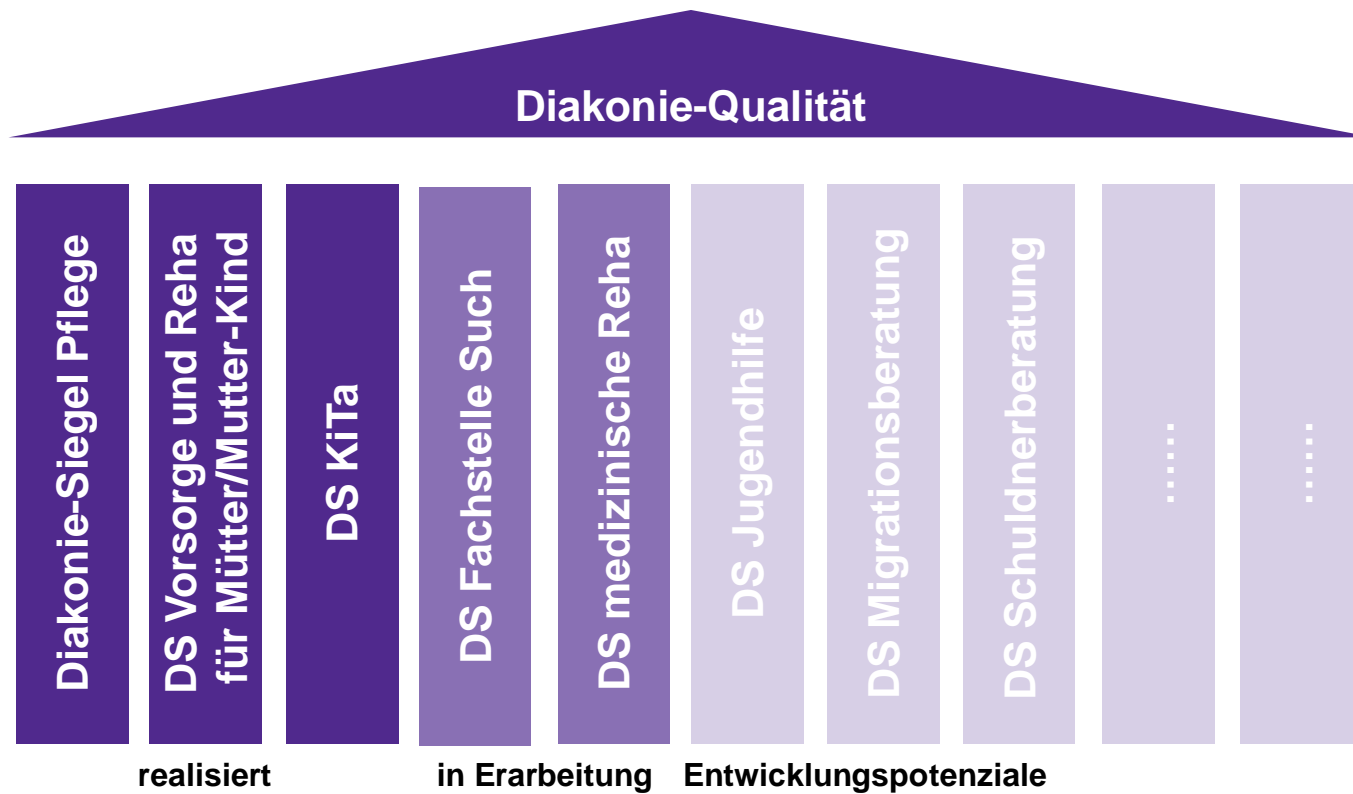 Diakonie-Qualität
Diakonie-Siegel Pflege
DS Vorsorge und Reha
für Mütter/Mutter-Kind
DS KiTa
DS Fachstelle Such
DS medizinische Reha
DS Jugendhilfe
DS Migrationsberatung
DS Schuldnerberatung
......
......
realisiert
in Erarbeitung
Entwicklungspotenziale